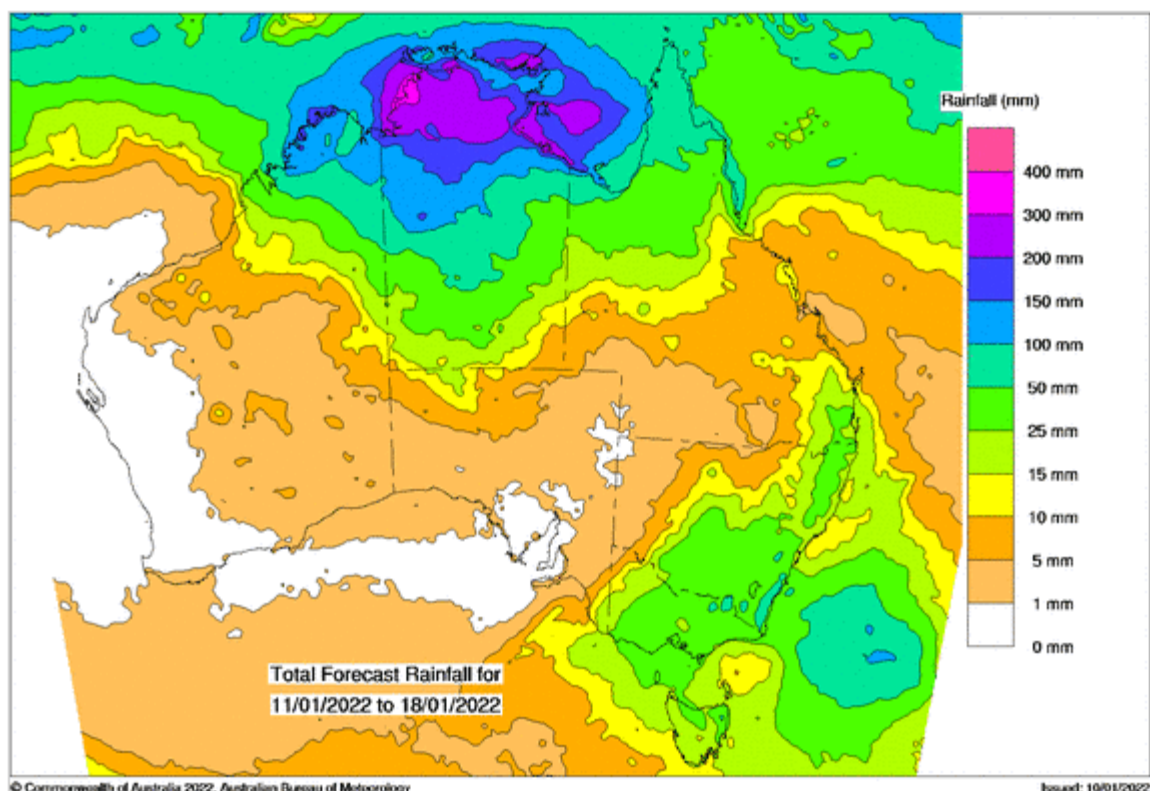 Rainfall (mm)
400 mm
300 mm
200 mm
150 mm
100 mm
50 mm
25 mm
15 mm
10 mm
5 mm
1 mm
0 mm
Total Forecast Rainfall for
11/01/2022 to 18/01/2022
© Commonwealth of Australia 2022, Australian Bureau of Meteorology
Issued: 10/01/2022